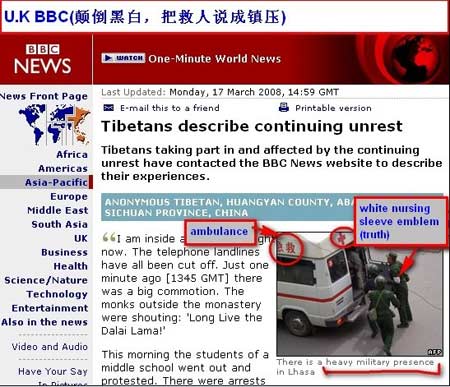 U.K BBC(颠倒黑白，把救人说成镇压)
BBC
NEWS
WATCH One-Minute World News
Last Updated: Monday, 17 March 2008, 14:59 GMT
E-mail this to a friend
Printable version
News Front Page
Africa
Americas
Asia-Pacific
Europe
Middle East
South Asia
UK
Business
Health
Science/Nature
Technology
Entertainment
Also in the news
Video and Audio
Have Your Say
In Pictures
Tibetans describe continuing unrest
Tibetans taking part in and affected by the continuing
unrest have contacted the BBC News website to describe
their experiences.
ANONYMOUS TIBETAN, HUANGYAN COUNTY, ABA
SICHUAN PROVINCE, CHINA
I am inside a
now. The telephone landlines
have all been cut off. Just one
minute ago [1345 GMT] there
was a big commotion. The
monks outside the monastery
were shouting: 'Long Live the
Dalai Lama!'
This morning the students of a
middle school went out and
protested. There were arrests
ambulance
white nursing
sleeve emblem
(truth)
急救
AFP
There is a heavy military presence
in Lhasa